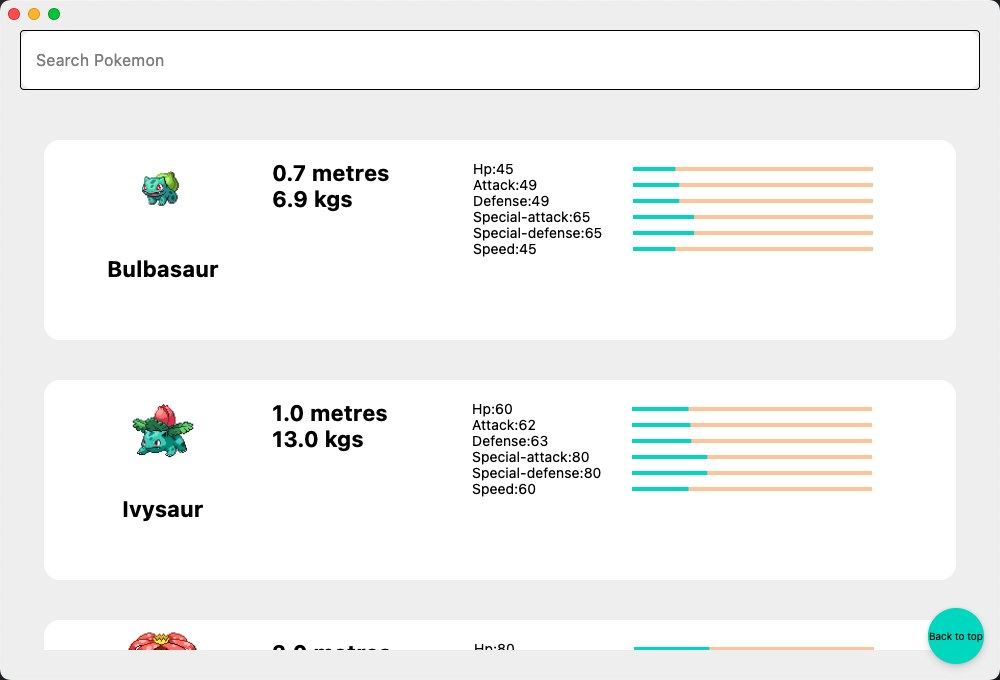 Search Pokemon
0.7 metres
6.9 kgs
Hp:45
Attack:49
Defense:49
Special-attack:65
Special-defense:65
Speed:45
Bulbasaur
1.0 metres
13.0 kgs
Hp:60
Attack:62
Defense:63
Special-attack:80
Special-defense:80
Speed:60
Ivysaur
2.0 metres
Hp:80
Back to top